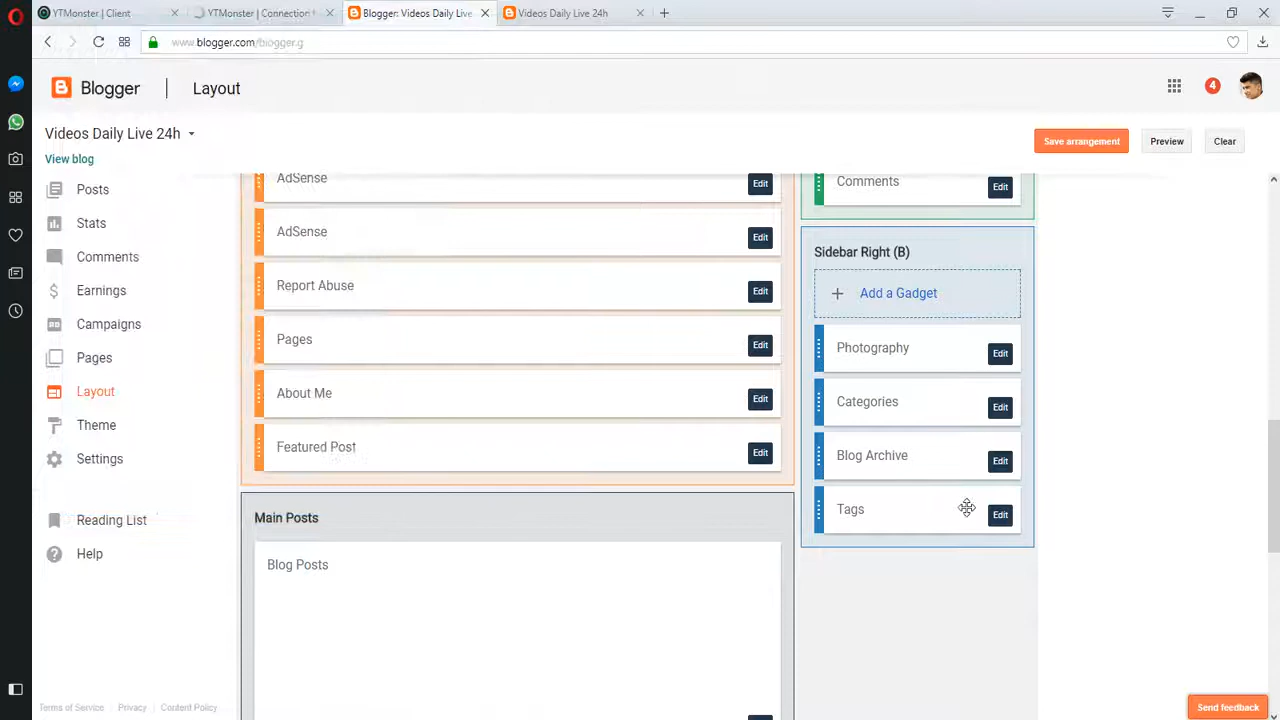 YTMonster | Client
YTMonster | Connection t
Blogger: Videos Daily Live
Videos Daily Live 24h
www.blogger.com/blogger.g
Blogger
Layout
4
Videos Daily Live 24h
View blog
Save arrangement
Preview
Clear
Posts
Stats
Comments
Earnings
Campaigns
Pages
Layout
Theme
Settings
Reading List
Help
Terms of Service | Privacy | Content Policy
AdSense
Edit
AdSense
Edit
Report Abuse
Edit
Pages
Edit
About Me
Edit
Featured Post
Edit
Main Posts
Blog Posts
Comments
Edit
Sidebar Right (B)
Add a Gadget
Photography
Edit
Categories
Edit
Blog Archive
Edit
Tags
Edit
Send feedback